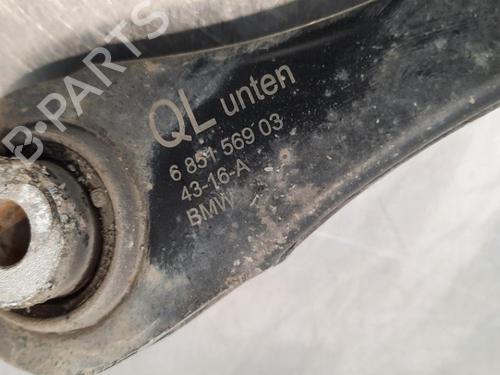 B-PARTS
QL unten
6 851 569 03
43-16-A
BMW